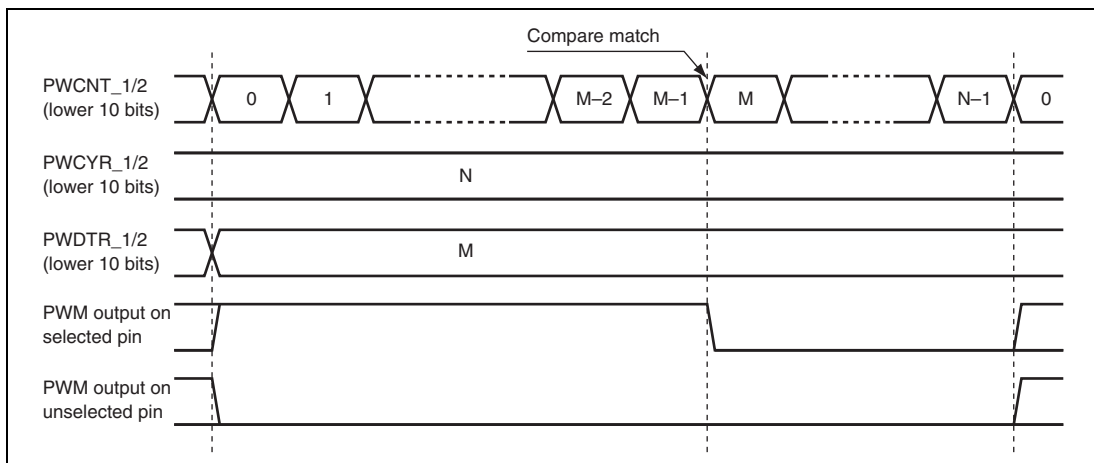 Compare match
PWCNT_1/2
(lower 10 bits)
0 1 M–2 M–1 M N–1 0
PWCYR_1/2
(lower 10 bits)
N
PWDTR_1/2
(lower 10 bits)
M
PWM output on
selected pin
PWM output on
unselected pin